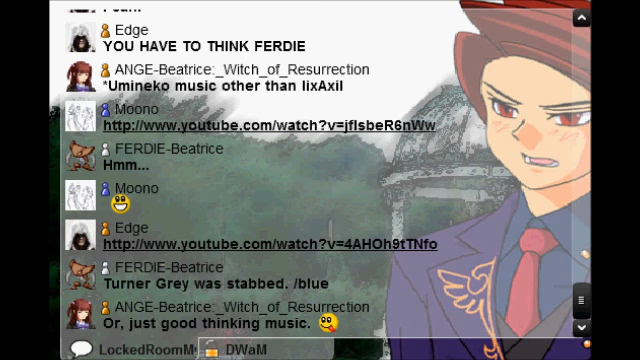 Edge
YOU HAVE TO THINK FERDIE
ANGE-Beatrice:_Witch_of_Resurrection
*Umineko music other than lixAxil
Moono
http://www.youtube.com/watch?v=jfIsbeR6nWw
FERDIE-Beatrice
Hmm...
Moono
Edge
http://www.youtube.com/watch?v=4AHOh9tTNfo
FERDIE-Beatrice
Turner Grey was stabbed. /blue
ANGE-Beatrice:_Witch_of_Resurrection
Or, just good thinking music.
LockedRoomM
DWaM